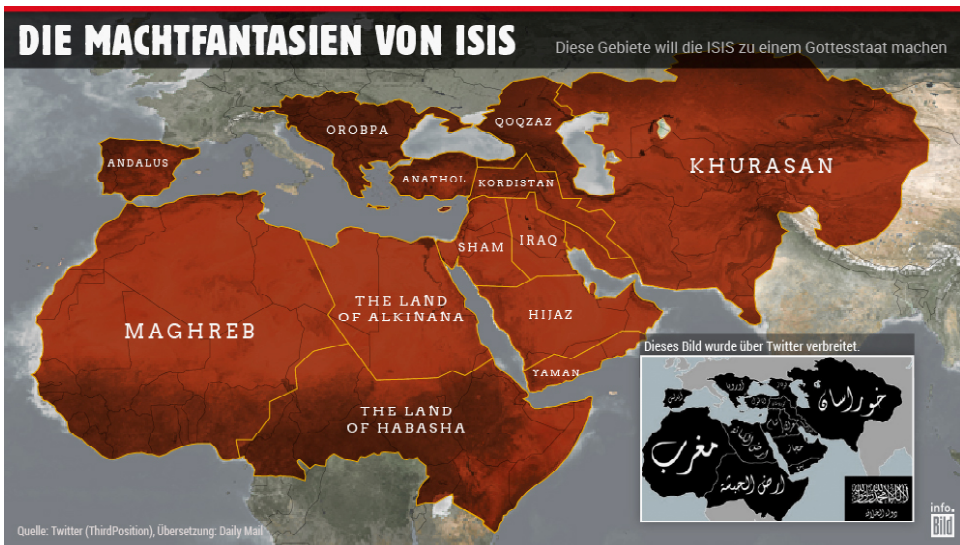 DIE MACHTFANTASIEN VON ISIS
Diese Gebiete will die ISIS zu einem Gottesstaat machen
OROBPA
QOQZAZ
ANDALUS
KHURASAN
ANATHOL
KORDISTAN
SHAM
IRAQ
THE LAND
OF ALKINANA
HIJAZ
MAGHREB
YAMAN
THE LAND
OF HABASHA
Dieses Bild wurde über Twitter verbreitet.
خوراسان
مغرب
ارض الحبشة
Quelle: Twitter (ThirdPosition), Übersetzung: Daily Mail
info.
Bild